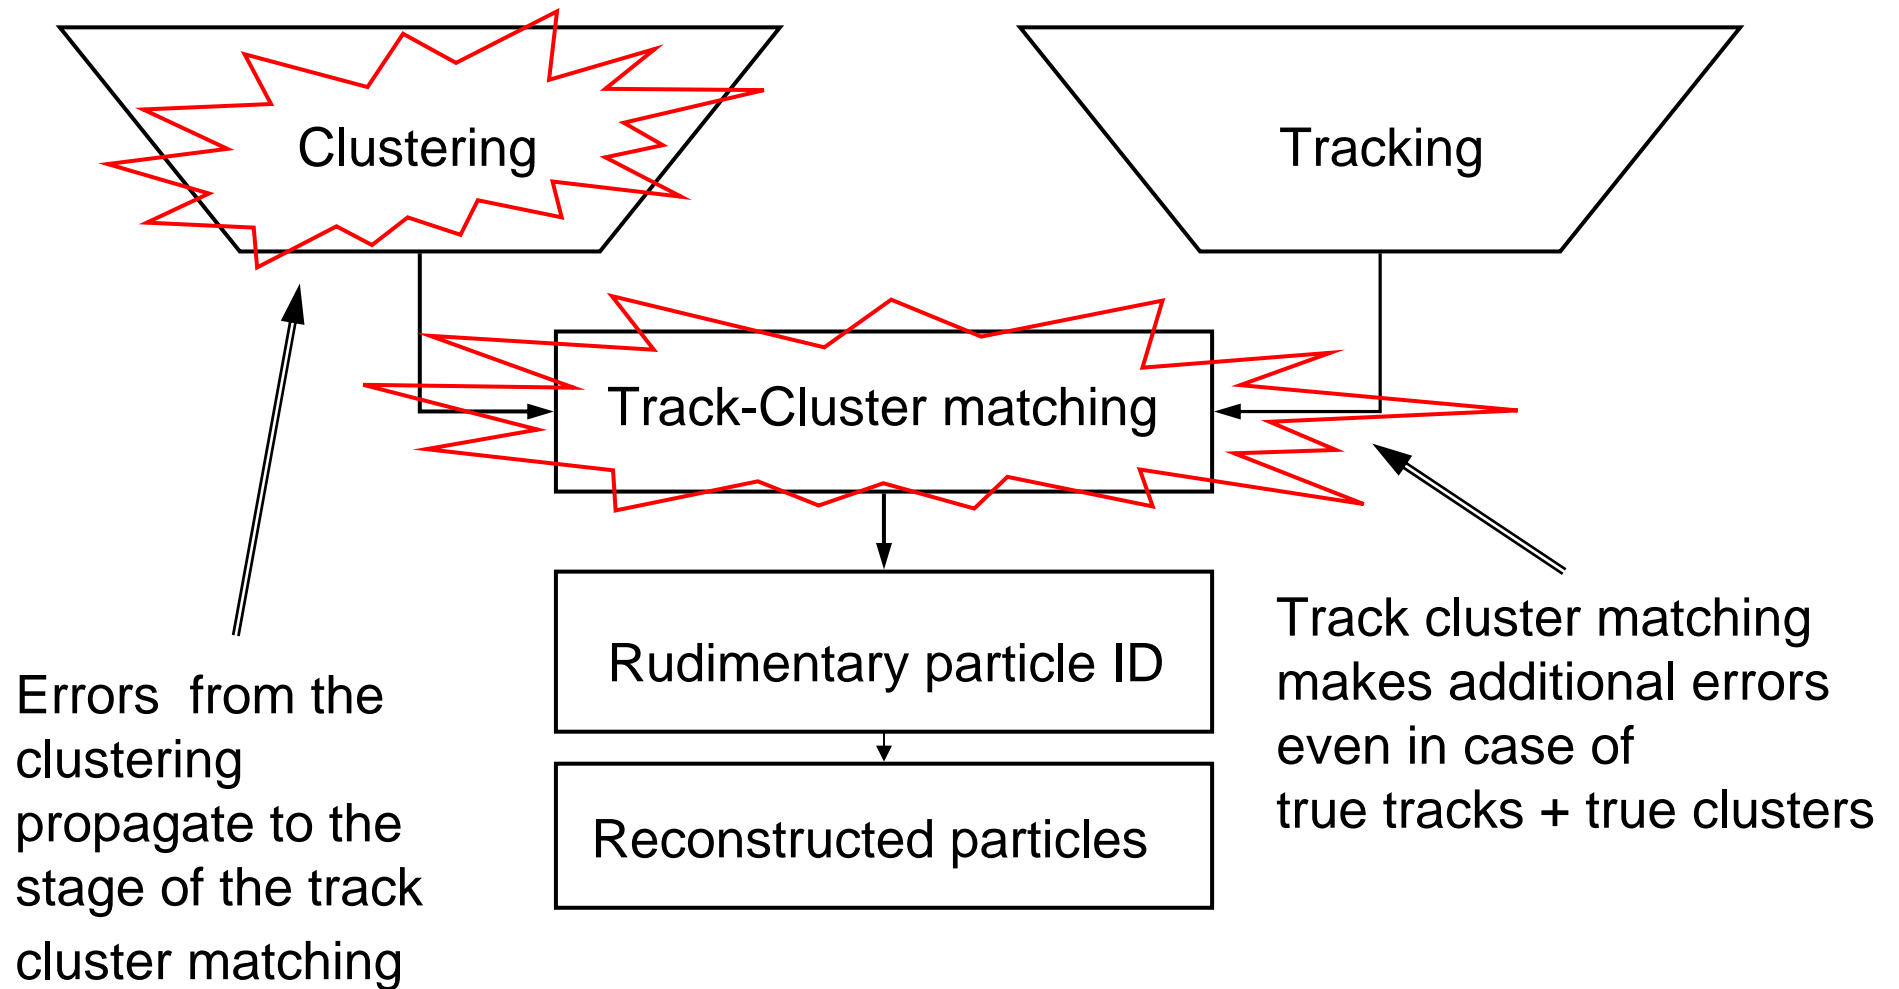 Clustering
Tracking
Track-Cluster matching
Rudimentary particle ID
Reconstructed particles
Errors  from the
clustering
propagate to the
stage of the track
cluster matching
Track cluster matching
makes additional errors
even in case of
true tracks + true clusters